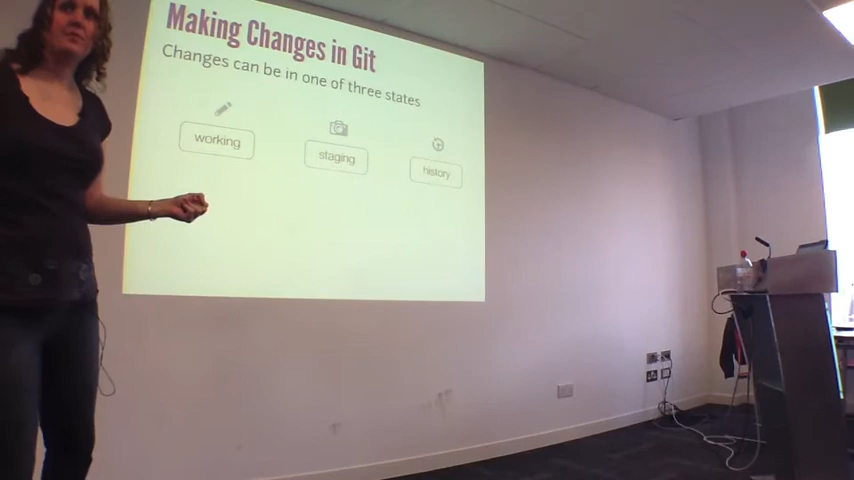 Making Changes in Git
Changes can be in one of three states
working
staging
history